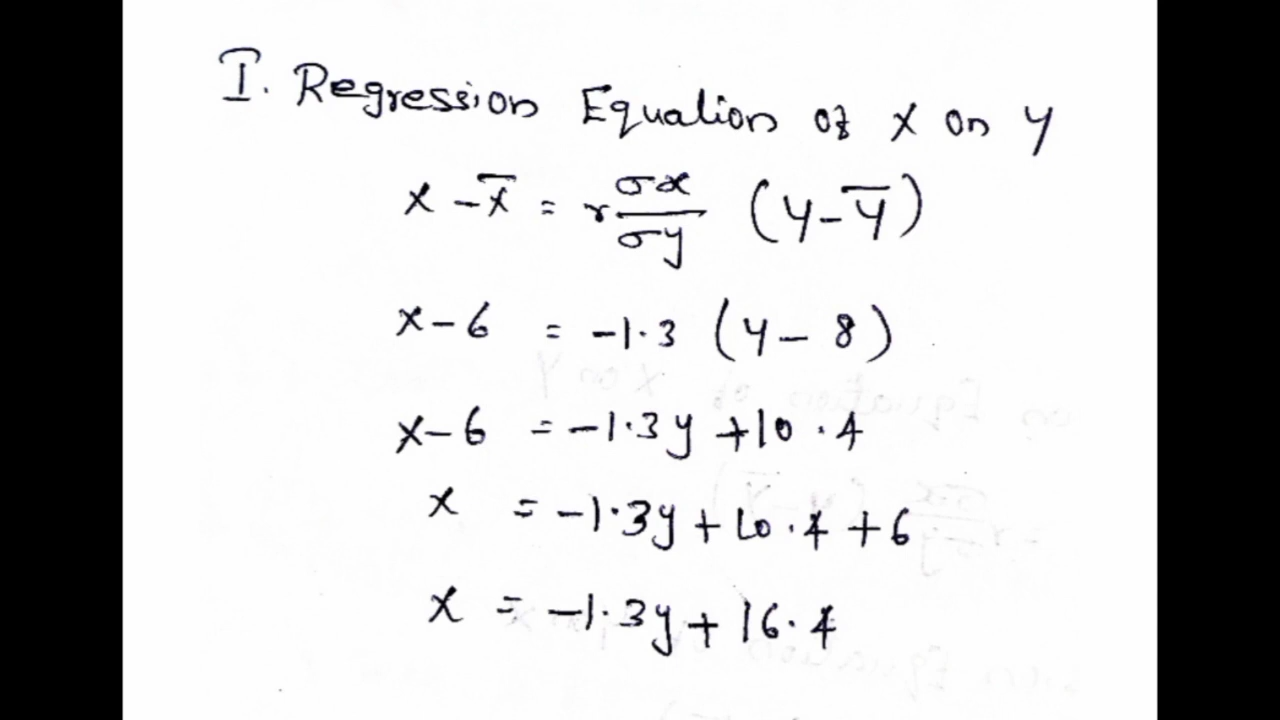 I. Regression Equation of X on Y
x - x̄ = r σx/σy (y - ȳ)
x - 6 = -1.3 (y - 8)
x - 6 = -1.3y + 10.4
x = -1.3y + 10.4 + 6
x = -1.3y + 16.4